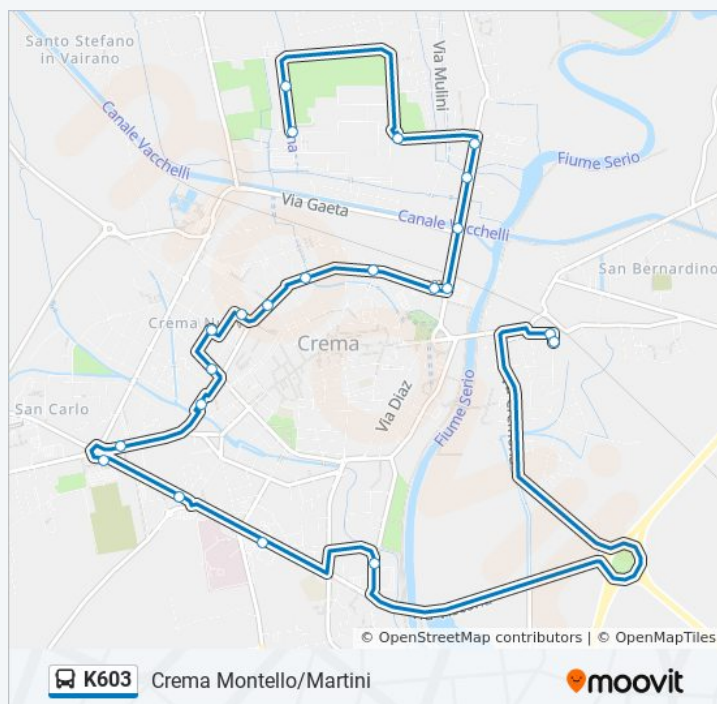 Santo Stefano
in Vairano
Via Mulini
Canale Vacchelli
Fiume Serio
Via Gaeta
Canale Vacchelli
San Bernardino
Crema
San Carlo
Via Diaz
Fiume Serio
© OpenStreetMap contributors | © OpenMapTiles
K603 Crema Montello/Martini moovit